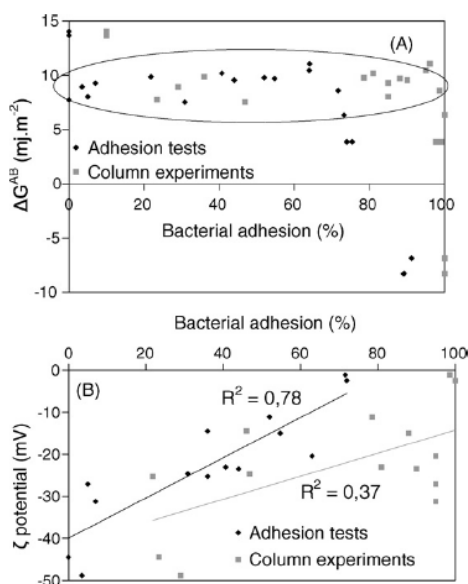 (A)
15
10
5
0
-5
-10
ΔG^AB (mj.m⁻²)
Adhesion tests
Column experiments
0 20 40 60 80 100
Bacterial adhesion (%)
Bacterial adhesion (%)
0 20 40 60 80 100
(B)
0
-10
-20
-30
-40
-50
ζ potential (mV)
R² = 0,78
R² = 0,37
Adhesion tests
Column experiments